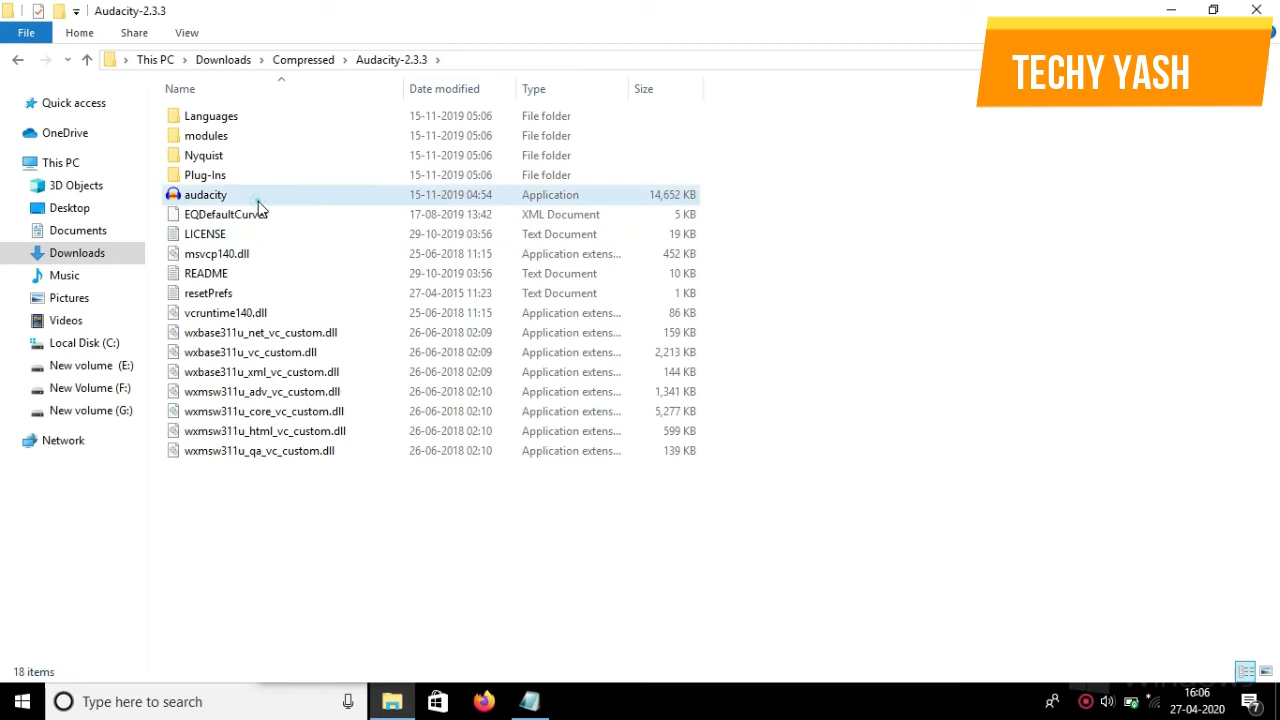 Audacity-2.3.3
File Home Share View
This PC Downloads Compressed Audacity-2.3.3
TECHY YASH
Name Date modified Type Size
Quick access
OneDrive
This PC
3D Objects
Desktop
Documents
Downloads
Music
Pictures
Videos
Local Disk (C:)
New volume (E:)
New Volume (F:)
New volume (G:)
Network
Languages 15-11-2019 05:06 File folder
modules 15-11-2019 05:06 File folder
Nyquist 15-11-2019 05:06 File folder
Plug-Ins 15-11-2019 05:06 File folder
audacity 15-11-2019 04:54 Application 14,652 KB
EQDefaultCurves 17-08-2019 13:42 XML Document 5 KB
LICENSE 29-10-2019 03:56 Text Document 19 KB
msvcp140.dll 25-06-2018 11:15 Application extens... 452 KB
README 29-10-2019 03:56 Text Document 10 KB
resetPrefs 27-04-2015 11:23 Text Document 1 KB
vcruntime140.dll 25-06-2018 11:15 Application extens... 86 KB
wxbase311u_net_vc_custom.dll 26-06-2018 02:09 Application extens... 159 KB
wxbase311u_vc_custom.dll 26-06-2018 02:09 Application extens... 2,213 KB
wxbase311u_xml_vc_custom.dll 26-06-2018 02:09 Application extens... 144 KB
wxmsw311u_adv_vc_custom.dll 26-06-2018 02:10 Application extens... 1,341 KB
wxmsw311u_core_vc_custom.dll 26-06-2018 02:10 Application extens... 5,277 KB
wxmsw311u_html_vc_custom.dll 26-06-2018 02:10 Application extens... 599 KB
wxmsw311u_qa_vc_custom.dll 26-06-2018 02:10 Application extens... 139 KB
18 items
Type here to search
16:06
27-04-2020
7